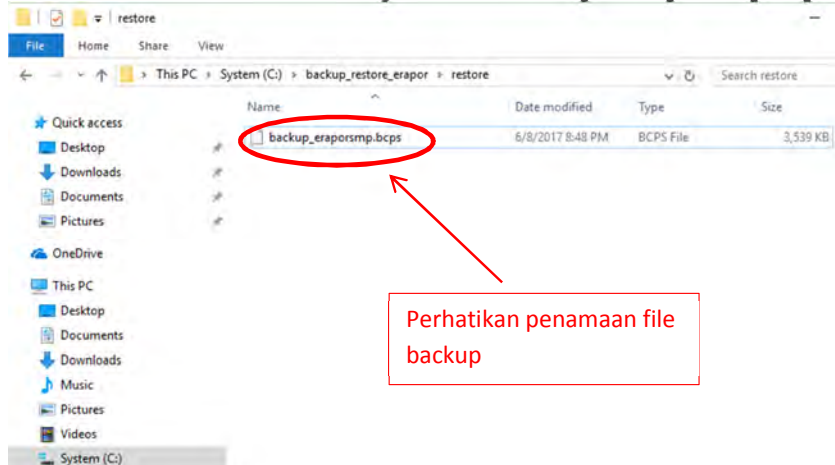 restore
File Home Share View
This PC System (C:) backup_restore_erapor restore Search restore
Name Date modified Type Size
backup_eraporsmp.bcps 6/8/2017 8:48 PM BCPS File 3,539 KB
Quick access
Desktop
Downloads
Documents
Pictures
OneDrive
This PC
Desktop
Documents
Downloads
Music
Pictures
Videos
System (C:)
Perhatikan penamaan file
backup